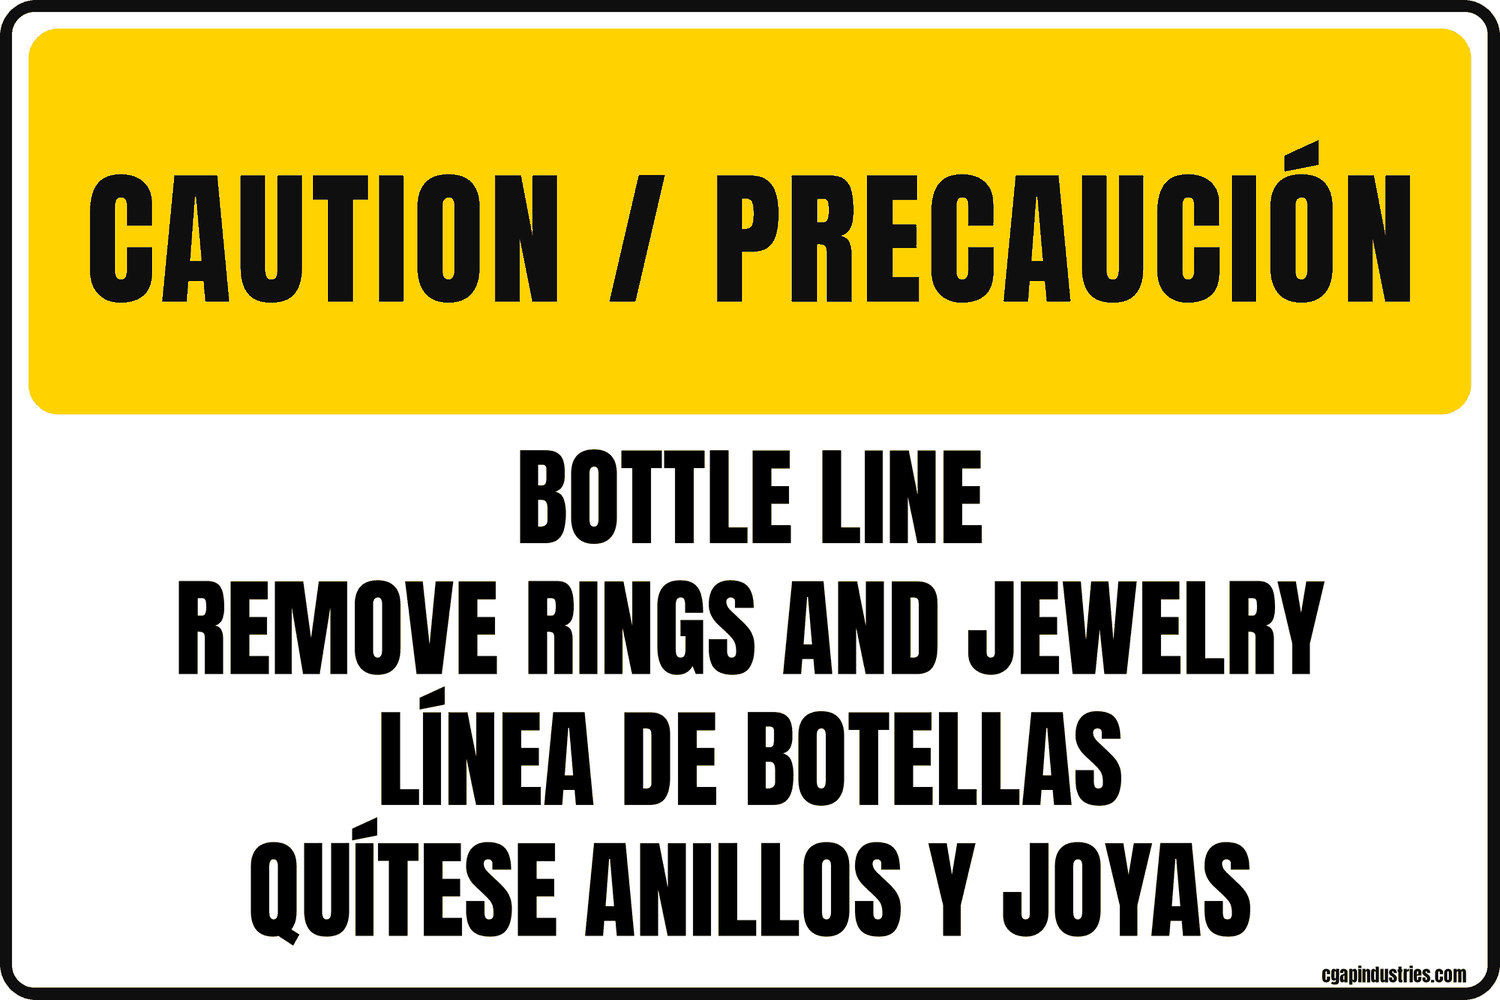 CAUTION / PRECAUCIÓN
BOTTLE LINE
REMOVE RINGS AND JEWELRY
LÍNEA DE BOTELLAS
QUÍTESE ANILLOS Y JOYAS
cgapindustries.com